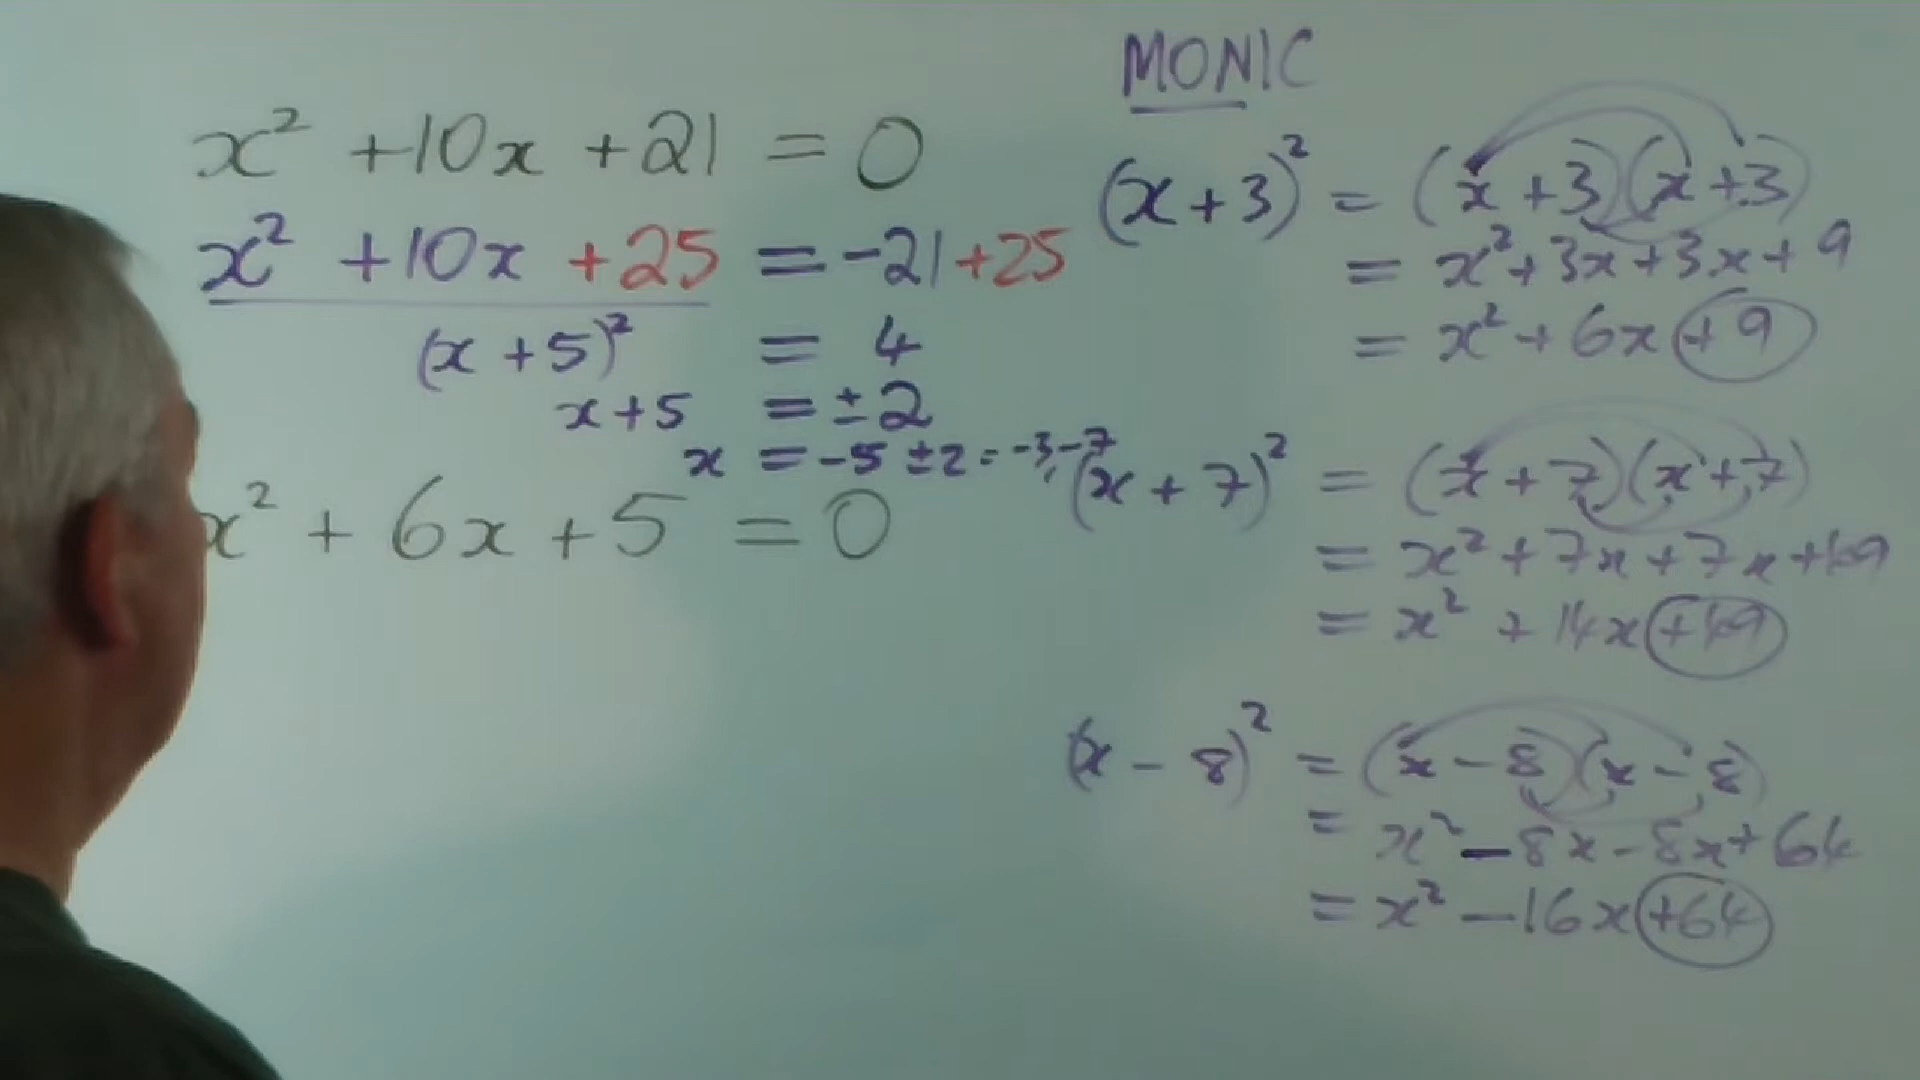 x² + 10x + 21 = 0
x² + 10x + 25 = -21 + 25
(x + 5)² = 4
x + 5 = ± 2
x = -5 ± 2 = -3, -7
x² + 6x + 5 = 0
MONIC
(x + 3)² = (x + 3)(x + 3)
= x² + 3x + 3x + 9
= x² + 6x + 9
(x + 7)² = (x + 7)(x + 7)
= x² + 7x + 7x + 49
= x² + 14x + 49
(x - 8)² = (x - 8)(x - 8)
= x² - 8x - 8x + 64
= x² - 16x + 64